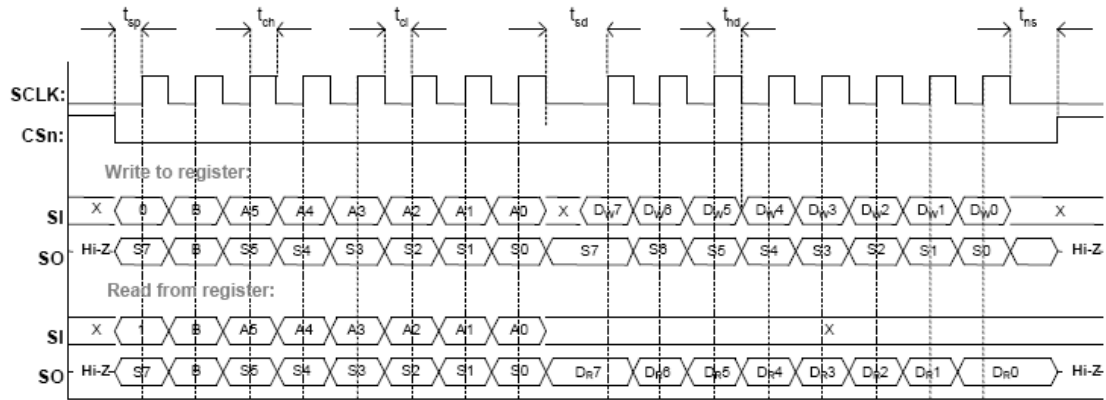 tsp tch tcl tsd thd tns
SCLK:
CSn:
Write to register:
SI X 0 B A5 A4 A3 A2 A1 A0 X DW7 DW6 DW5 DW4 DW3 DW2 DW1 DW0 X
SO Hi-Z S7 B S5 S4 S3 S2 S1 S0 S7 S6 S5 S4 S3 S2 S1 S0 Hi-Z
Read from register:
SI X 1 B A5 A4 A3 A2 A1 A0 X
SO Hi-Z S7 B S5 S4 S3 S2 S1 S0 DR7 DR6 DR5 DR4 DR3 DR2 DR1 DR0 Hi-Z